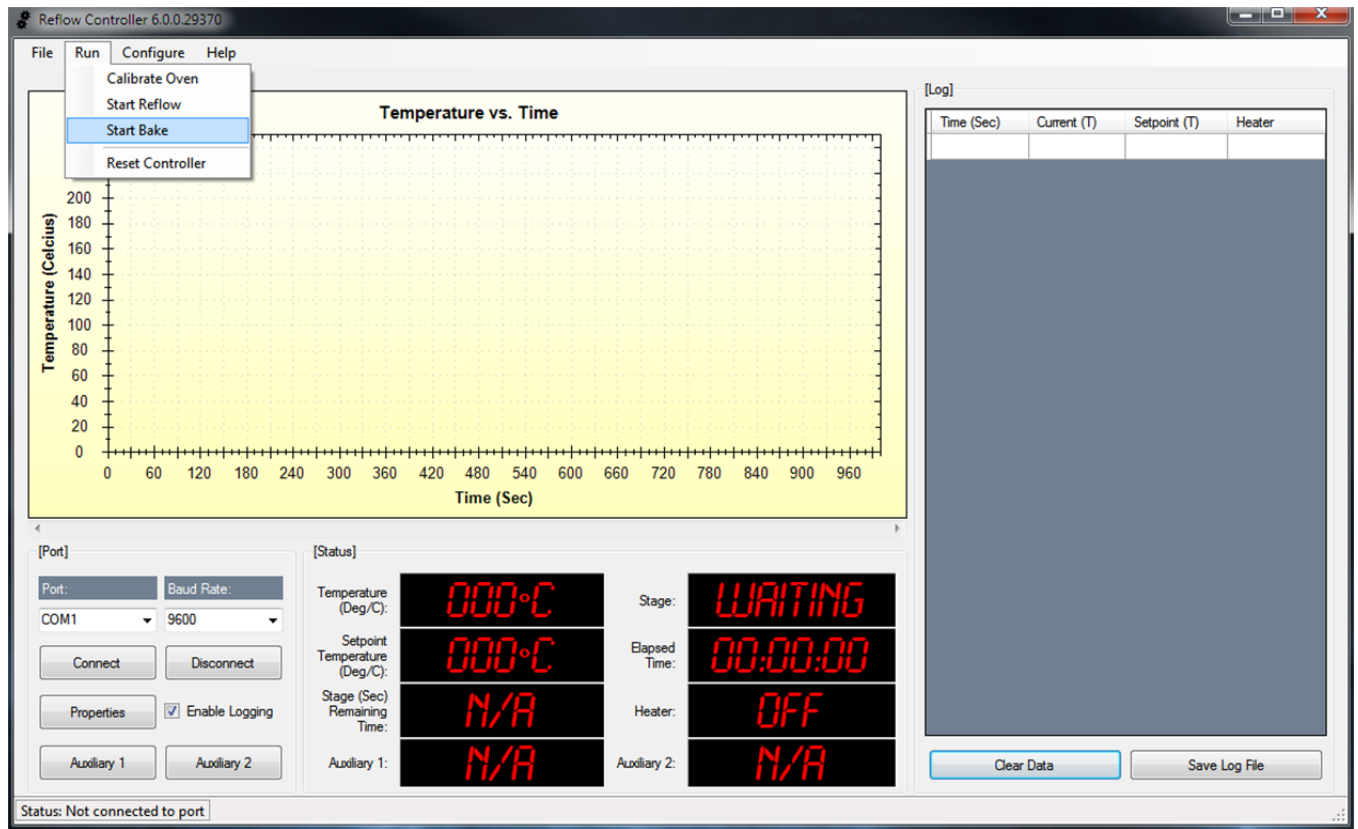 Reflow Controller 6.0.0.29370
File Run Configure Help
Calibrate Oven
Start Reflow
Start Bake
Reset Controller
Temperature vs. Time
Temperature (Celcius)
200
180
160
140
120
100
80
60
40
20
0
0 60 120 180 240 300 360 420 480 540 600 660 720 780 840 900 960
Time (Sec)
[Log]
Time (Sec) Current (T) Setpoint (T) Heater
[Port]
Port: Baud Rate:
COM1 9600
Connect Disconnect
Properties Enable Logging
Auxiliary 1 Auxiliary 2
[Status]
Temperature
(Deg/C):
000°C
Stage:
WAITING
Setpoint
Temperature
(Deg/C):
000°C
Elapsed
Time:
00:00:00
Stage (Sec)
Remaining
Time:
N/A
Heater:
OFF
Auxiliary 1:
N/A
Auxiliary 2:
N/A
Clear Data Save Log File
Status: Not connected to port